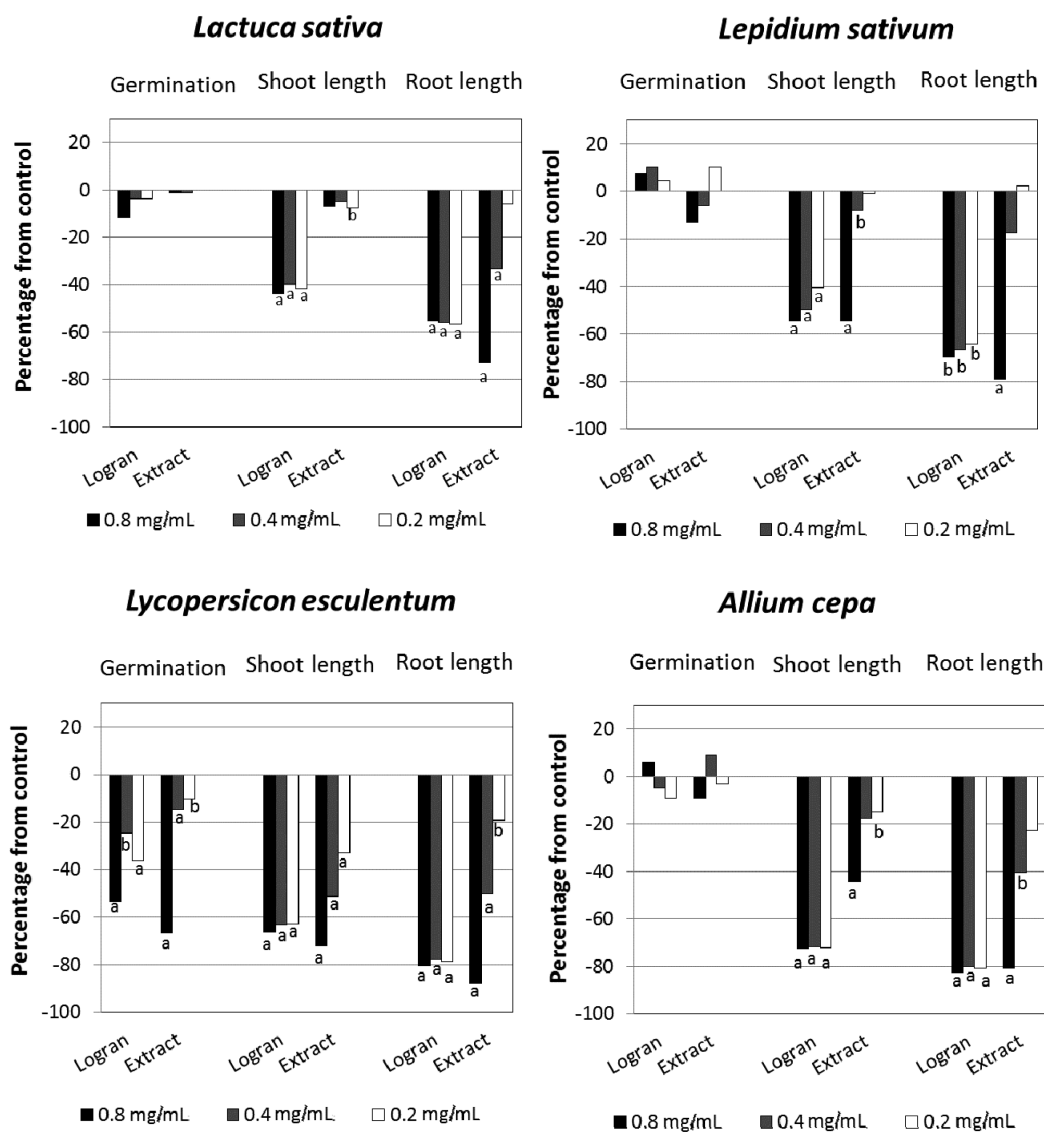 Lactuca sativa
Germination Shoot length Root length
Percentage from control
20
0
-20
-40
-60
-80
-100
b
a a a
a a a
a
a
Logran Extract Logran Extract Logran Extract
0.8 mg/mL 0.4 mg/mL 0.2 mg/mL
Lepidium sativum
Germination Shoot length Root length
Percentage from control
20
0
-20
-40
-60
-80
-100
a a a
a b
b b b
a
Logran Extract Logran Extract Logran Extract
0.8 mg/mL 0.4 mg/mL 0.2 mg/mL
Lycopersicon esculentum
Germination Shoot length Root length
Percentage from control
20
0
-20
-40
-60
-80
-100
a b a
a a b
a a a
a a a
a a a
a a b
Logran Extract Logran Extract Logran Extract
0.8 mg/mL 0.4 mg/mL 0.2 mg/mL
Allium cepa
Germination Shoot length Root length
Percentage from control
20
0
-20
-40
-60
-80
-100
a a a
a b
a a a
a b
Logran Extract Logran Extract Logran Extract
0.8 mg/mL 0.4 mg/mL 0.2 mg/mL